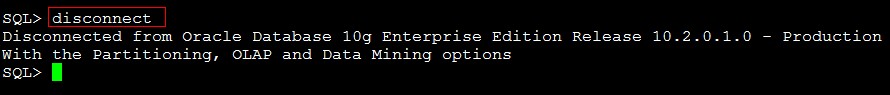 SQL> disconnect
Disconnected from Oracle Database 10g Enterprise Edition Release 10.2.0.1.0 - Production
With the Partitioning, OLAP and Data Mining options
SQL>